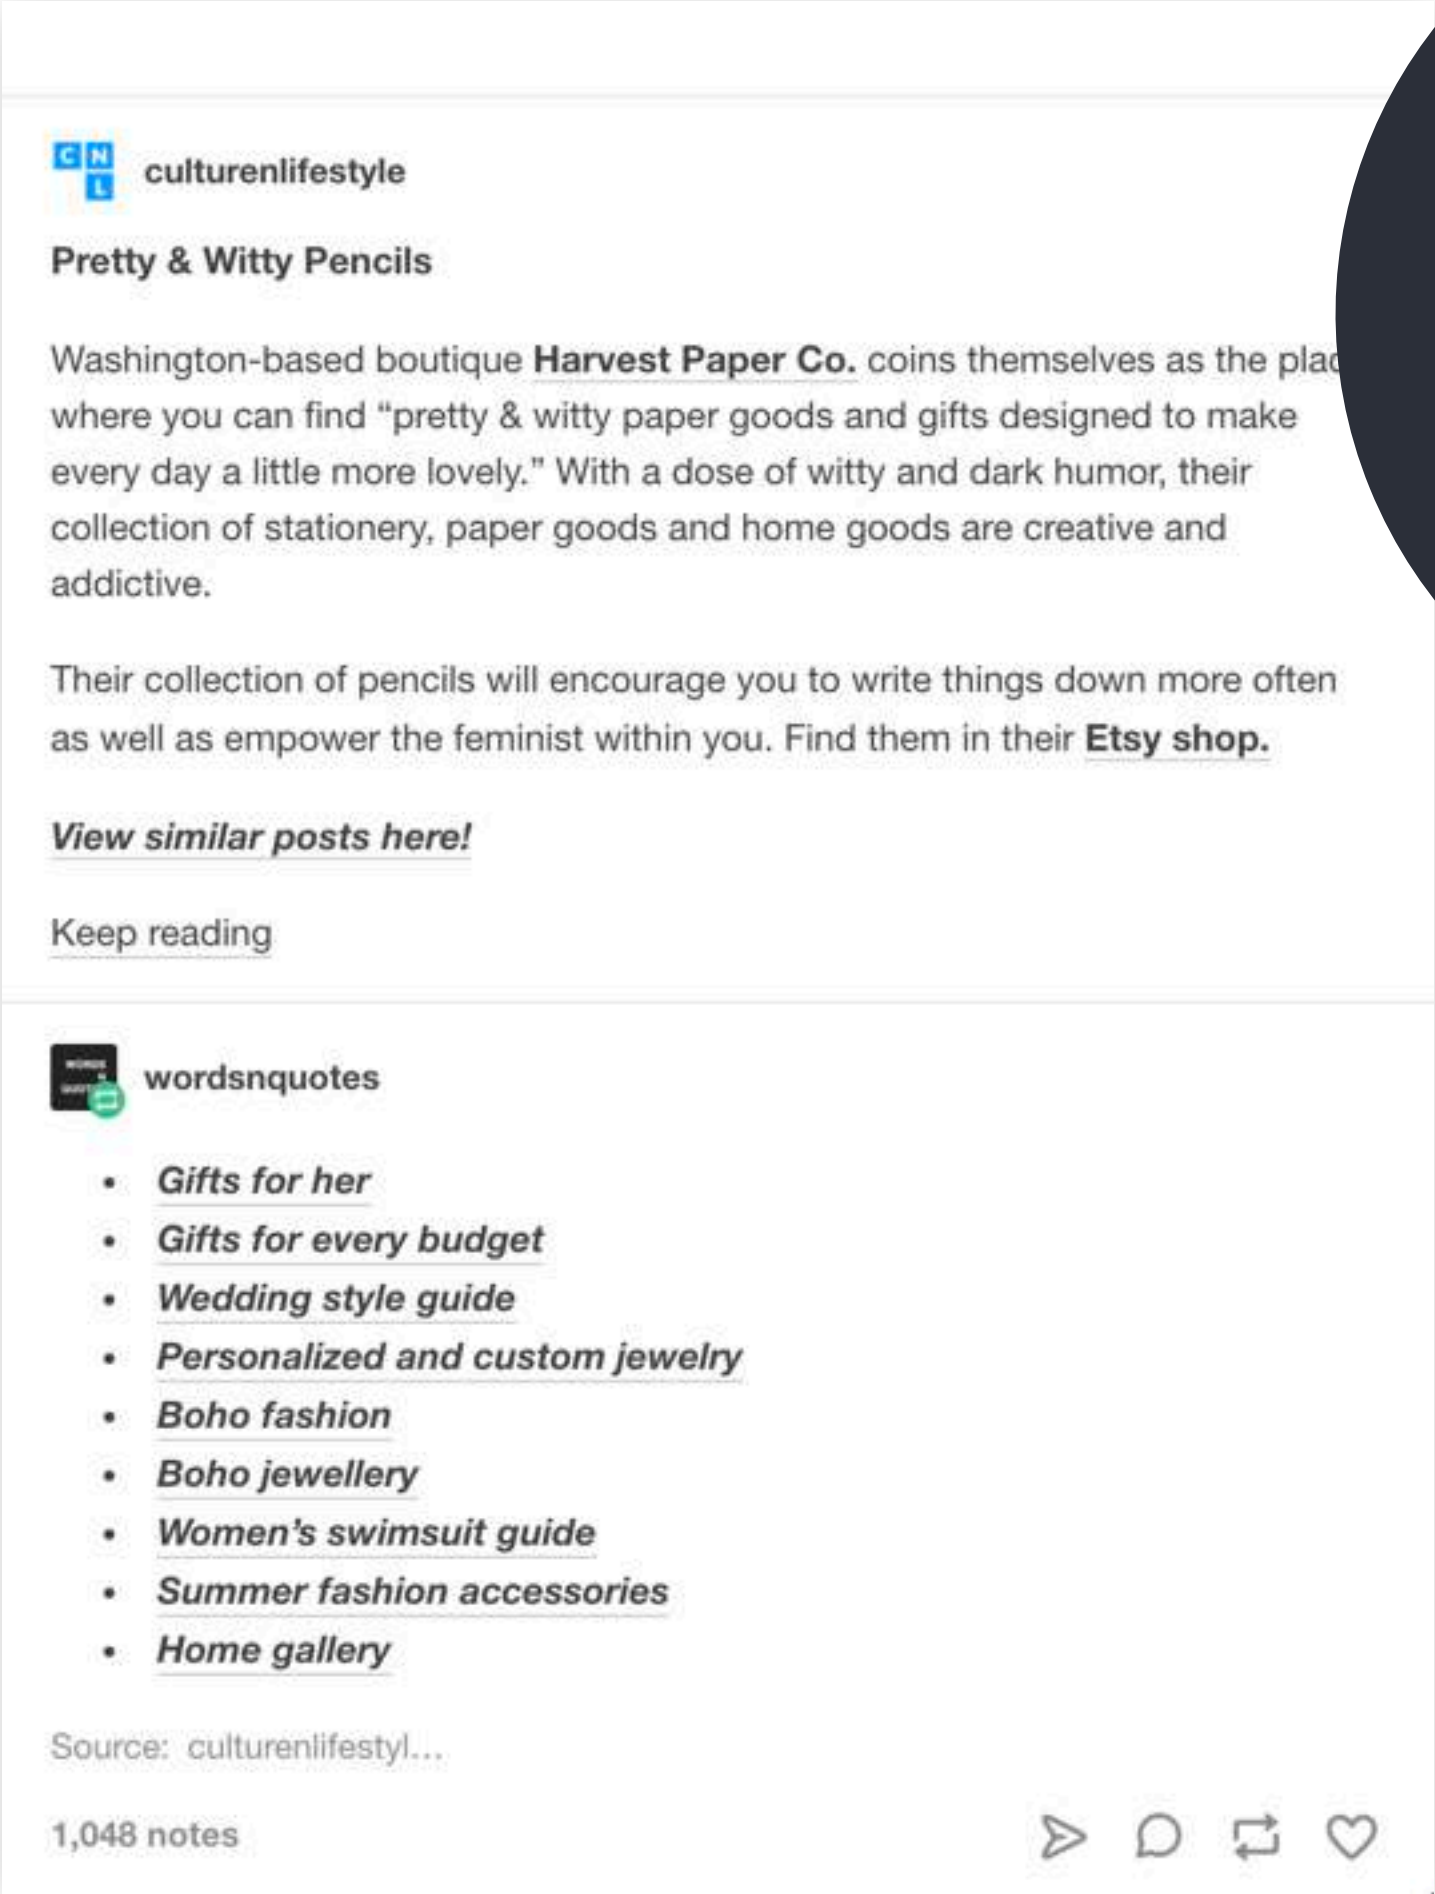 C N
L
culturenlifestyle
Pretty & Witty Pencils
Washington-based boutique Harvest Paper Co. coins themselves as the
where you can find “pretty & witty paper goods and gifts designed to make
every day a little more lovely.” With a dose of witty and dark humor, their
collection of stationery, paper goods and home goods are creative and
addictive.
Their collection of pencils will encourage you to write things down more often
as well as empower the feminist within you. Find them in their Etsy shop.
View similar posts here!
Keep reading
wordsnquotes
• Gifts for her
• Gifts for every budget
• Wedding style guide
• Personalized and custom jewelry
• Boho fashion
• Boho jewellery
• Women’s swimsuit guide
• Summer fashion accessories
• Home gallery
Source: culturenlifestyl...
1,048 notes